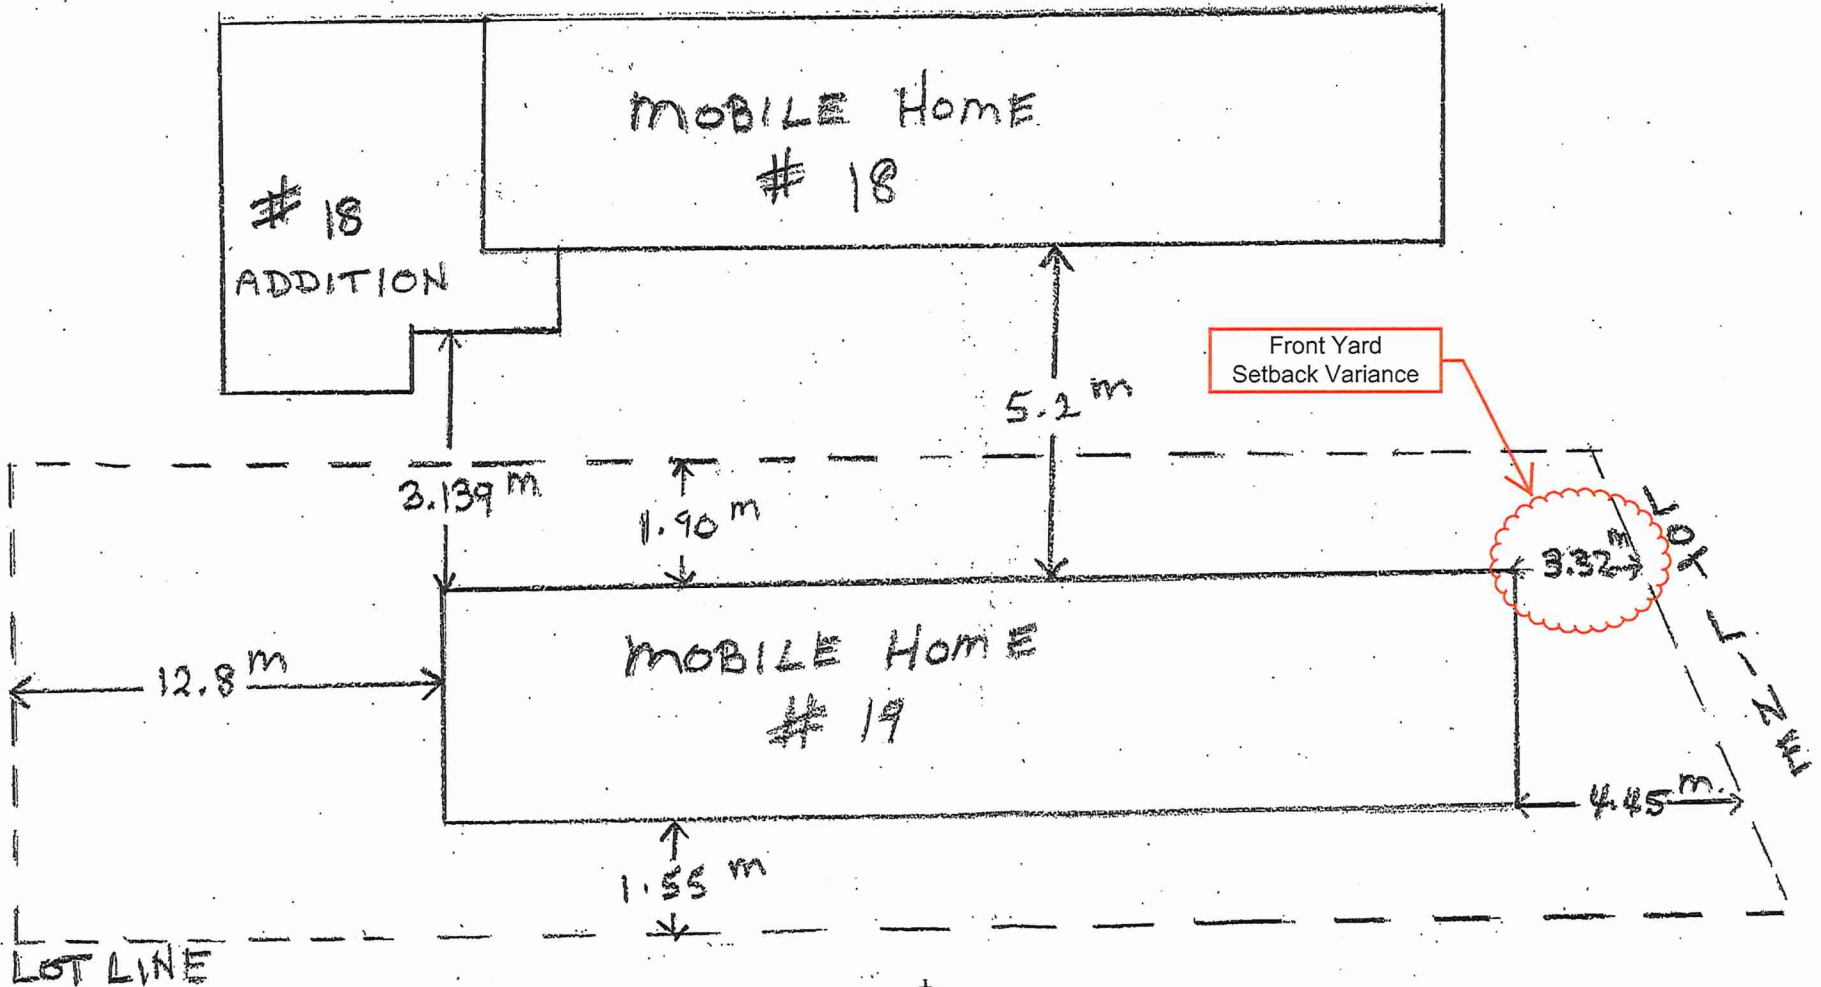 MOBILE HOME
# 18
# 18
ADDITION
Front Yard
Setback Variance
5.2 m
3.139 m
1.90 m
3.32 m
LOT LINE
MOBILE HOME
# 19
12.8 m
4.45 m.
1.55 m
LOT LINE